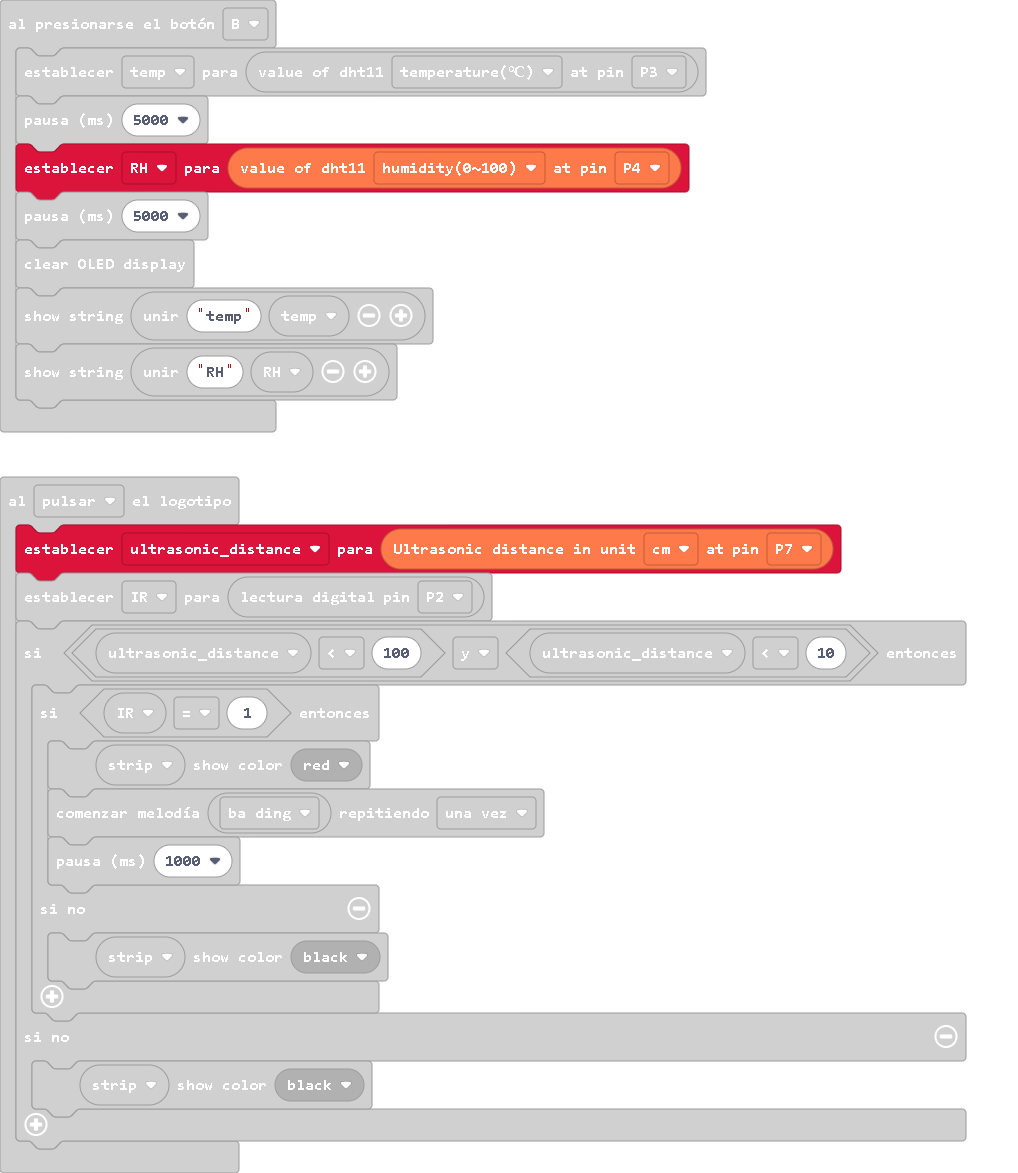 al presionarse el botón B
establecer temp para value of dht11 temperature(℃) at pin P3
pausa (ms) 5000
establecer RH para value of dht11 humidity(0~100) at pin P4
pausa (ms) 5000
clear OLED display
show string unir "temp" temp
show string unir "RH" RH
al pulsar el logotipo
establecer ultrasonic_distance para Ultrasonic distance in unit cm at pin P7
establecer IR para lectura digital pin P2
si ultrasonic_distance < 100 y ultrasonic_distance < 10 entonces
si IR = 1 entonces
strip show color red
comenzar melodía ba ding repitiendo una vez
pausa (ms) 1000
si no
strip show color black
si no
strip show color black